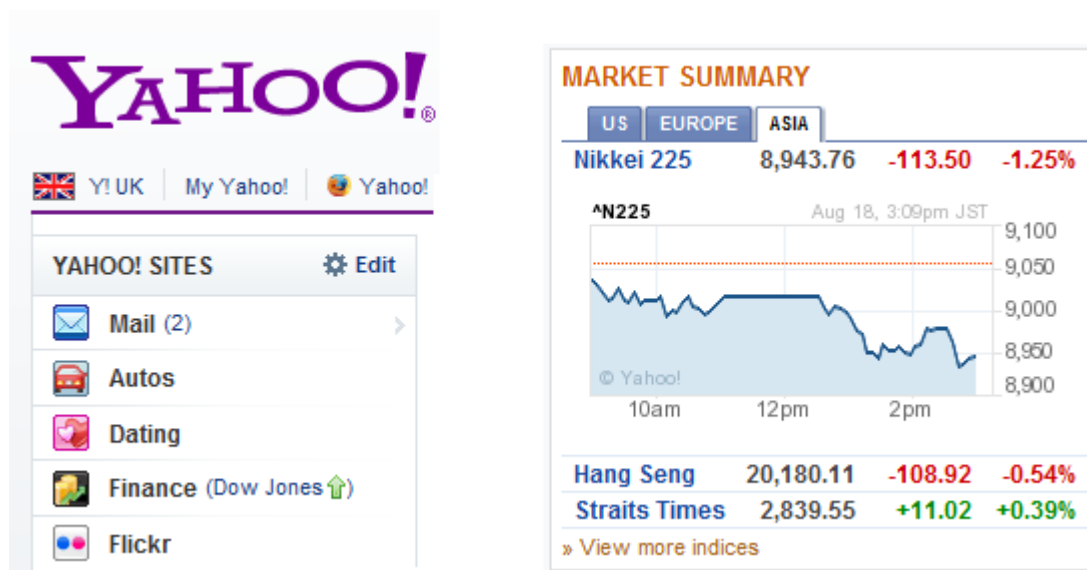 YAHOO!®
Y! UK My Yahoo! Yahoo!
YAHOO! SITES Edit
Mail (2)
Autos
Dating
Finance (Dow Jones)
Flickr
MARKET SUMMARY
US EUROPE ASIA
Nikkei 225 8,943.76 -113.50 -1.25%
^N225 Aug 18, 3:09pm JST
9,100
9,050
9,000
8,950
8,900
© Yahoo!
10am 12pm 2pm
Hang Seng 20,180.11 -108.92 -0.54%
Straits Times 2,839.55 +11.02 +0.39%
» View more indices